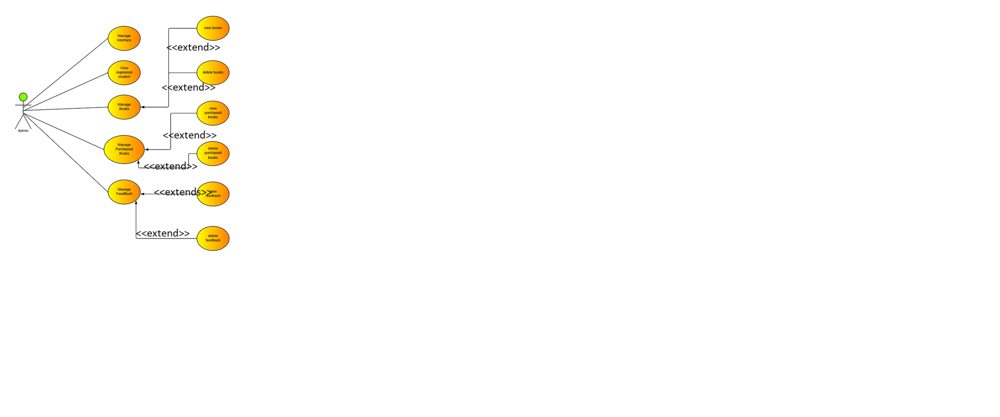 view books
Manage
Interface
<<extend>>
View
registered
student
delete books
<<extend>>
Manage
Books
view
purchased
books
Admin
<<extend>>
Manage
Purchased
Books
delete
purchased
books
<<extend>>
Manage
FeedBack
<<extends>>
view
feedback
<<extend>>
delete
feedback